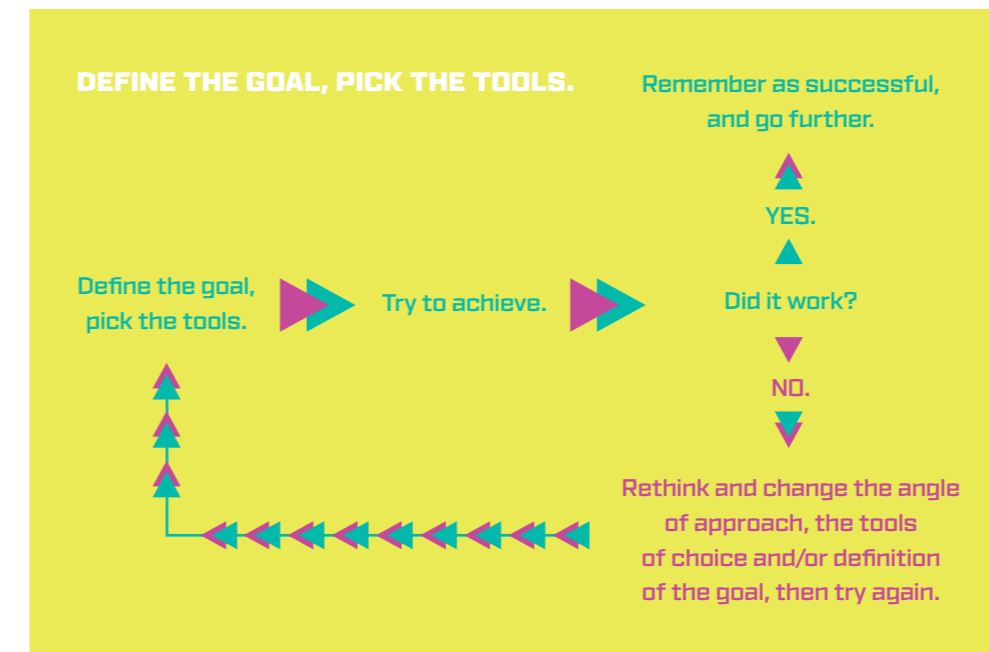 DEFINE THE GOAL, PICK THE TOOLS.
Define the goal,
pick the tools.
Try to achieve.
Did it work?
YES.
Remember as successful,
and go further.
NO.
Rethink and change the angle
of approach, the tools
of choice and/or definition
of the goal, then try again.